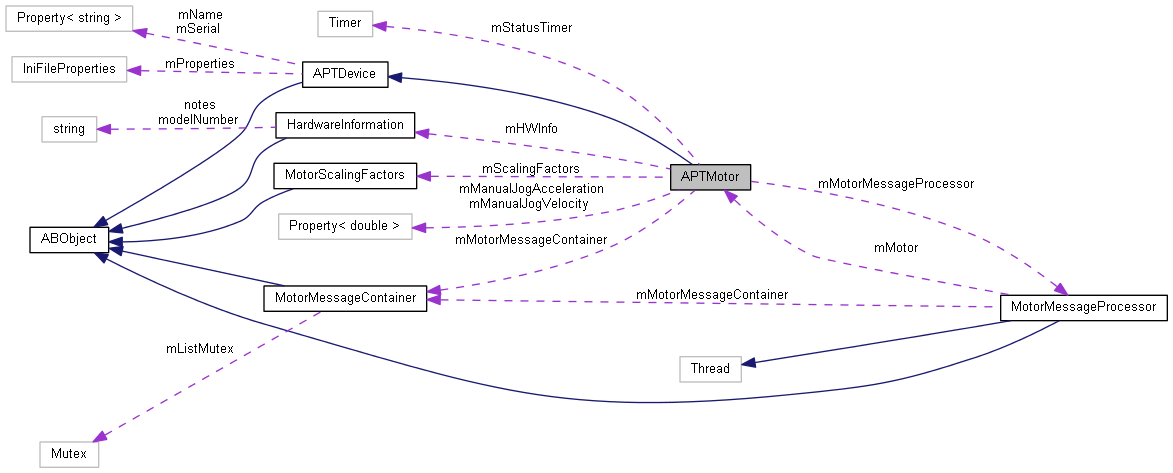 Property< string >
mName
mSerial
Timer
mStatusTimer
IniFileProperties
mProperties
APTDevice
notes
modelNumber
string
HardwareInformation
mHWInfo
MotorScalingFactors
mScalingFactors
APTMotor
mManualJogAcceleration
mManualJogVelocity
mMotorMessageProcessor
Property< double >
ABObject
mMotorMessageContainer
mMotor
MotorMessageContainer
mMotorMessageContainer
MotorMessageProcessor
mListMutex
Thread
Mutex